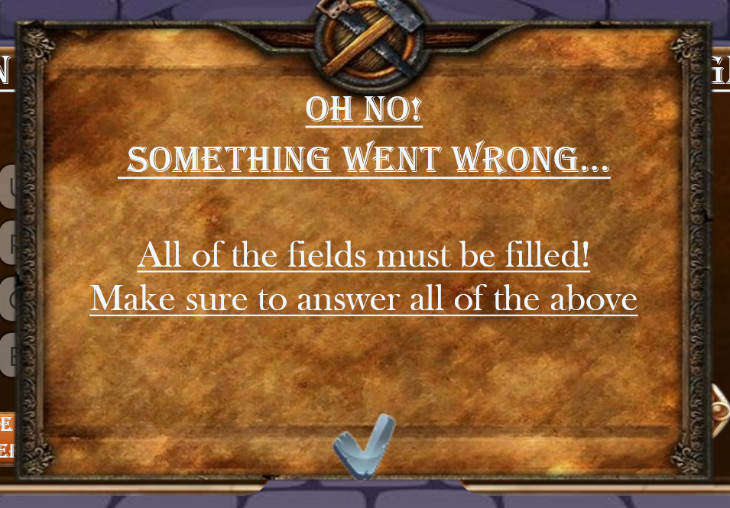 OH NO!
SOMETHING WENT WRONG...
All of the fields must be filled!
Make sure to answer all of the above